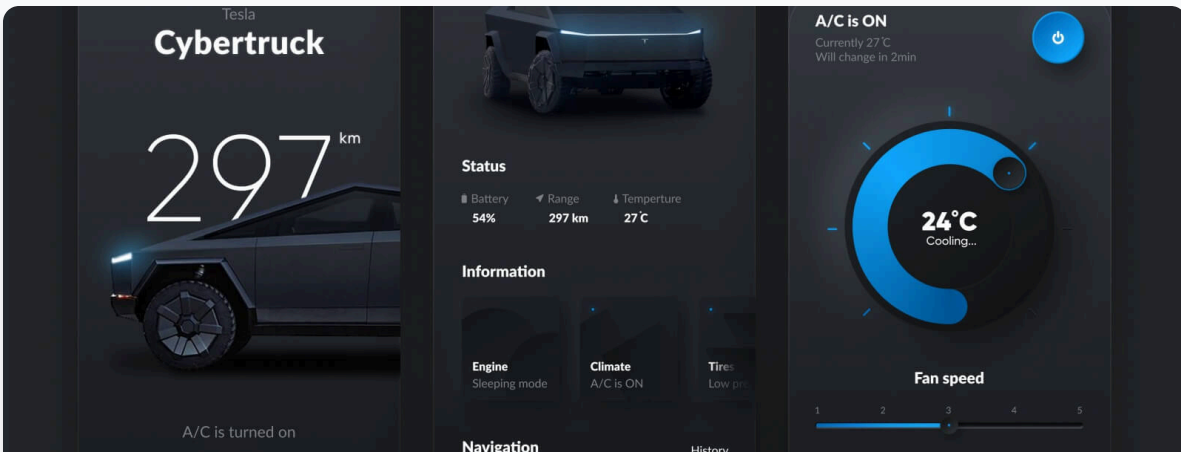 Tesla
Cybertruck
297 km
A/C is turned on
Status
Battery Range Temperture
54% 297 km 27°C
Information
Engine Climate Tires
Sleeping mode A/C is ON Low
Navigation History
A/C is ON
Currently 27°C
Will change in 2min
24°C
Cooling...
Fan speed
1 2 3 4 5